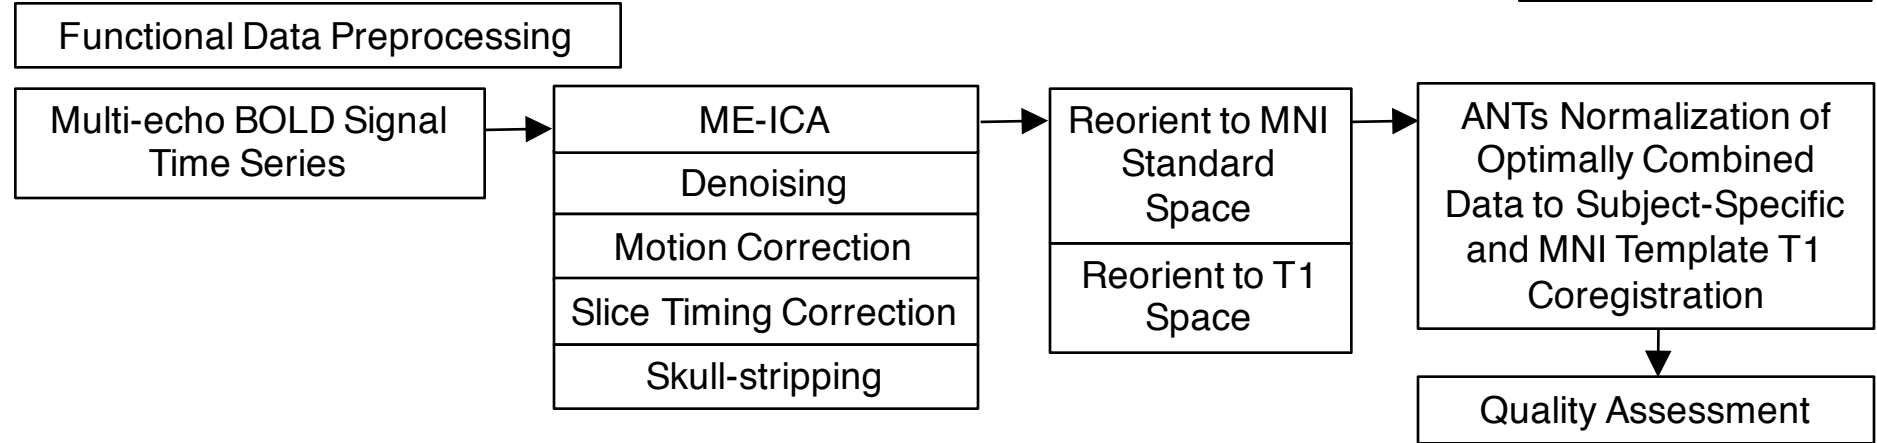 Functional Data Preprocessing
Multi-echo BOLD Signal
Time Series
ME-ICA
Denoising
Motion Correction
Slice Timing Correction
Skull-stripping
Reorient to MNI
Standard
Space
Reorient to T1
Space
ANTs Normalization of
Optimally Combined
Data to Subject-Specific
and MNI Template T1
Coregistration
Quality Assessment